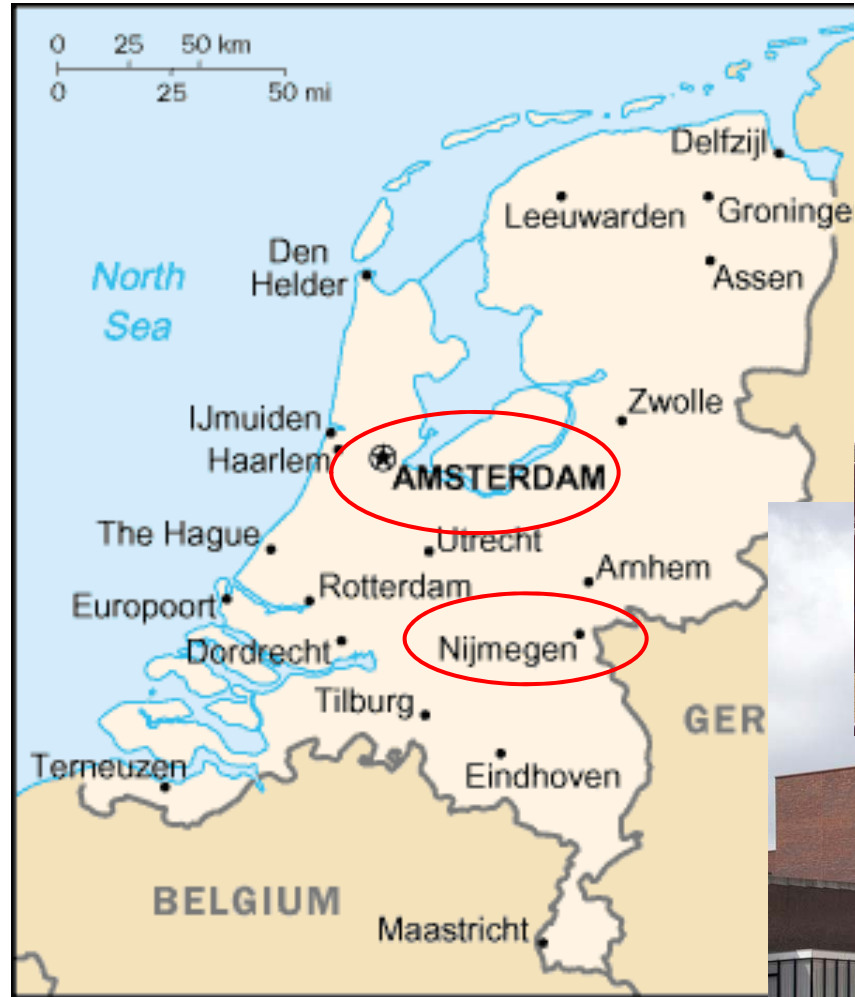 0 25 50 km
0 25 50 mi
Delfzijl
Leeuwarden
Groninge
Den
Helder
Assen
North
Sea
Zwolle
IJmuiden
Haarlem
AMSTERDAM
The Hague
Utrecht
Arnhem
Europoort
Rotterdam
Dordrecht
Nijmegen
Tilburg
GER
Terneuzen
Eindhoven
BELGIUM
Maastricht